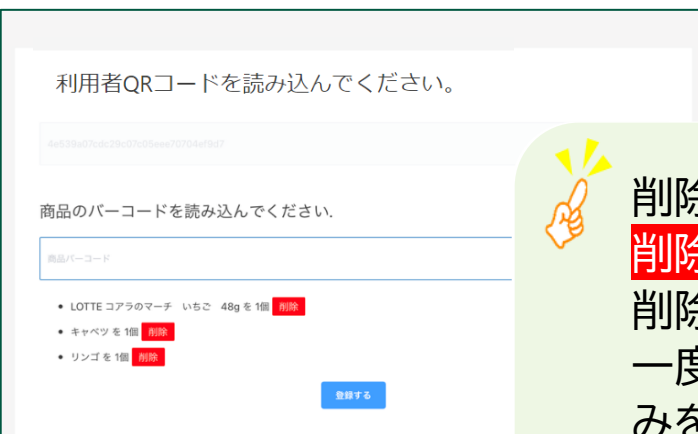 利用者QRコードを読み込んでください。
商品のバーコードを読み込んでください.
商品バーコード
• LOTTE コアラのマーチ　いちご　48g を 1個 削除
• キャベツ を 1個 削除
• リンゴ を 1個 削除
登録する
削除
削除
削除
一度
みを